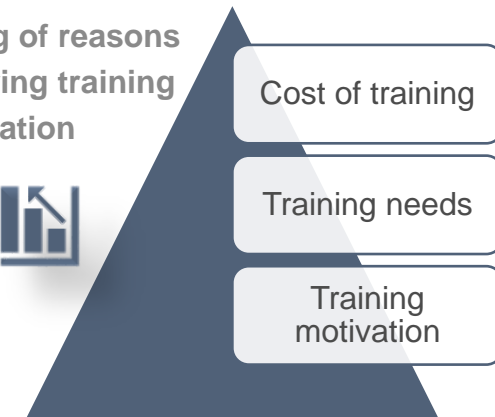 g of reasons
ing training
ation
Cost of training
Training needs
Training
motivation